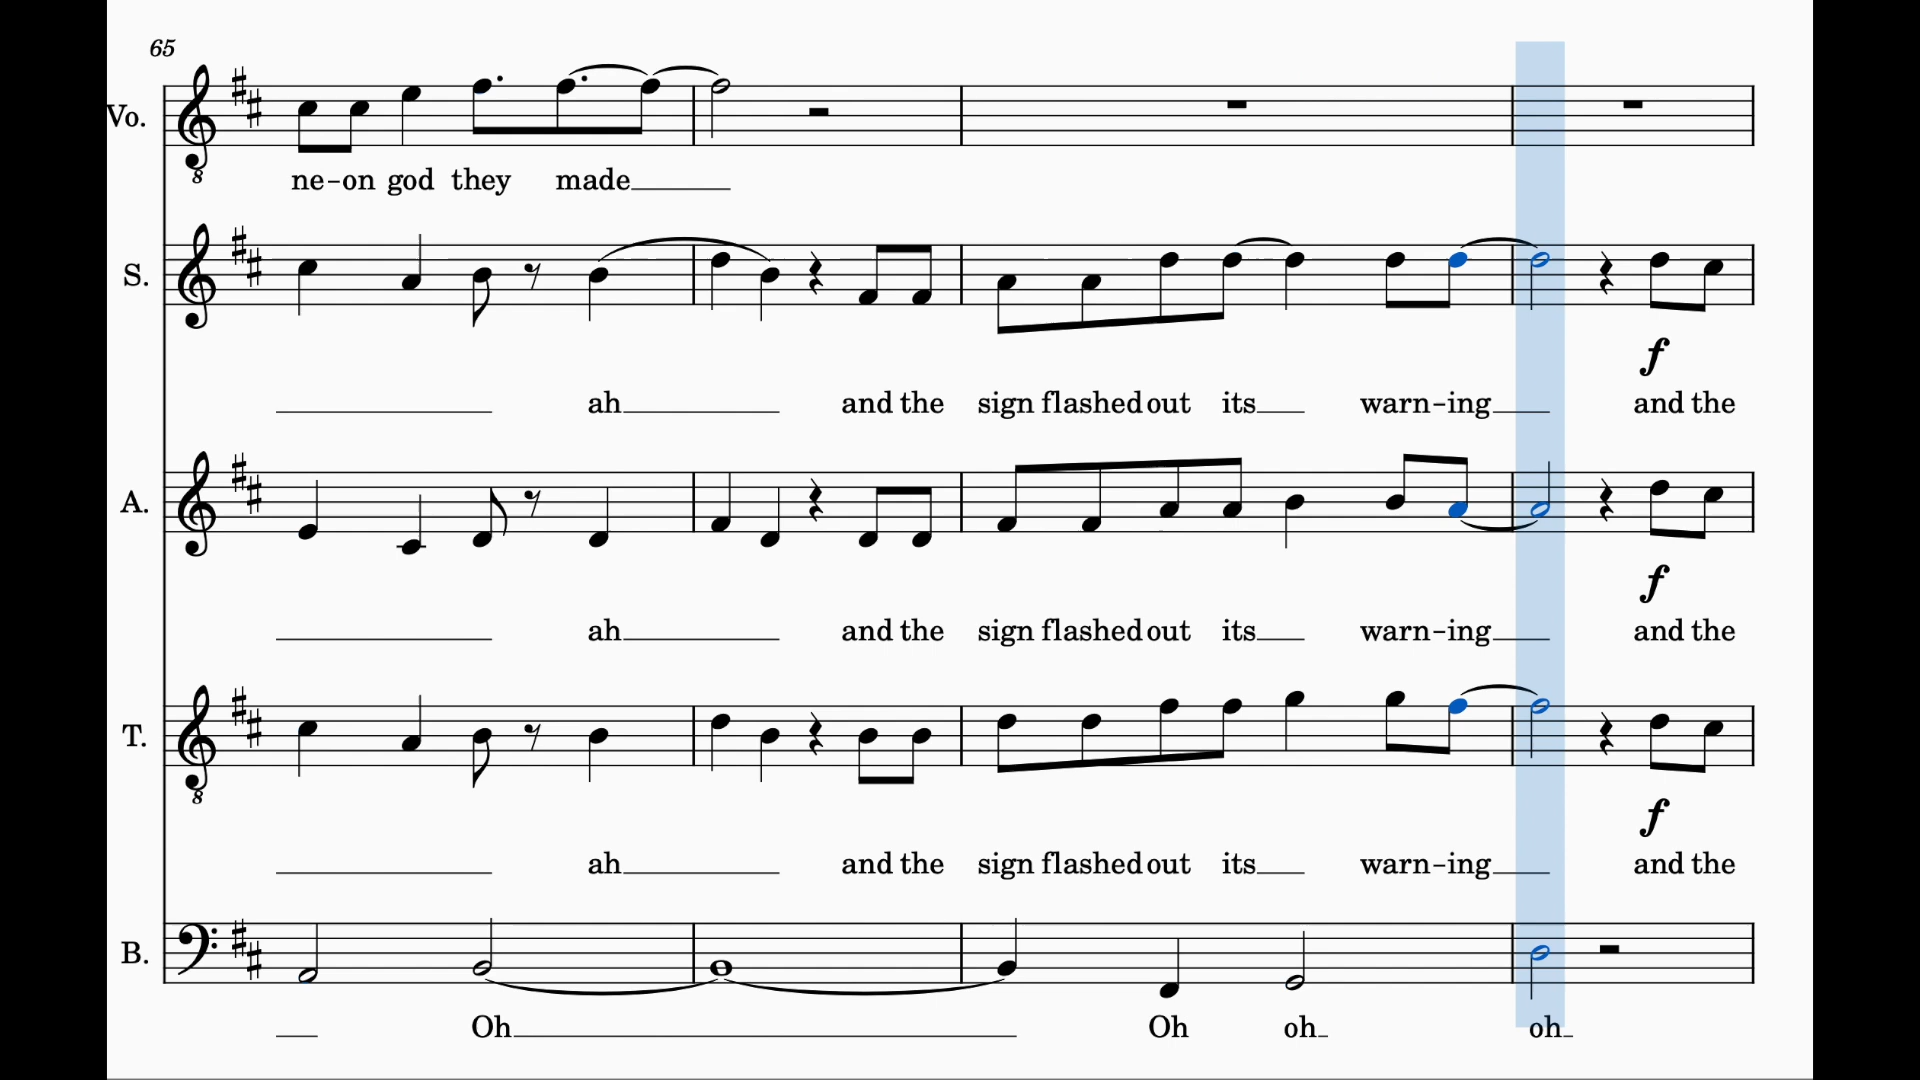 65
Vo.
ne-on god they made
S.
f
ah and the sign flashed out its warn-ing and the
A.
f
ah and the sign flashed out its warn-ing and the
T.
f
ah and the sign flashed out its warn-ing and the
B.
Oh Oh oh oh